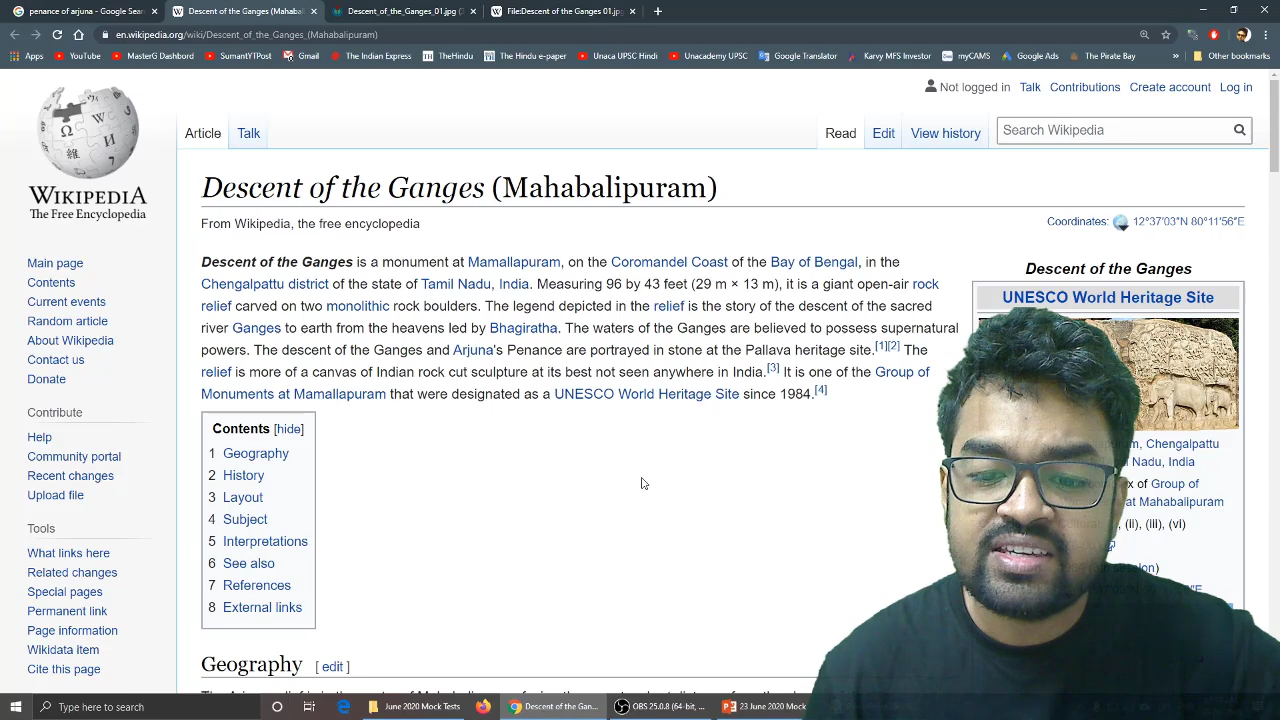 penance of arjuna - Google Sear
Descent of the Ganges (Mahabal
Descent_of_the_Ganges_01.jpg (3
File:Descent of the Ganges 01.jpg
en.wikipedia.org/wiki/Descent_of_the_Ganges_(Mahabalipuram)
Apps YouTube MasterG Dashbord SumantYTPost Gmail The Indian Express TheHindu The Hindu e-paper Unaca UPSC Hindi Unacademy UPSC Google Translator Karvy MFS Investor myCAMS Google Ads The Pirate Bay » Other bookmarks
Not logged in Talk Contributions Create account Log in
Article Talk Read Edit View history Search Wikipedia
WIKIPEDIA
The Free Encyclopedia
Main page
Contents
Current events
Random article
About Wikipedia
Contact us
Donate
Contribute
Help
Community portal
Recent changes
Upload file
Tools
What links here
Related changes
Special pages
Permanent link
Page information
Wikidata item
Cite this page
Descent of the Ganges (Mahabalipuram)
From Wikipedia, the free encyclopedia
Coordinates: 12°37′03″N 80°11′56″E
Descent of the Ganges is a monument at Mamallapuram, on the Coromandel Coast of the Bay of Bengal, in the
Chengalpattu district of the state of Tamil Nadu, India. Measuring 96 by 43 feet (29 m × 13 m), it is a giant open-air rock
relief carved on two monolithic rock boulders. The legend depicted in the relief is the story of the descent of the sacred
river Ganges to earth from the heavens led by Bhagiratha. The waters of the Ganges are believed to possess supernatural
powers. The descent of the Ganges and Arjuna's Penance are portrayed in stone at the Pallava heritage site.[1][2] The
relief is more of a canvas of Indian rock cut sculpture at its best not seen anywhere in India.[3] It is one of the Group of
Monuments at Mamallapuram that were designated as a UNESCO World Heritage Site since 1984.[4]
Contents [hide]
1 Geography
2 History
3 Layout
4 Subject
5 Interpretations
6 See also
7 References
8 External links
Geography [ edit ]
Descent of the Ganges
UNESCO World Heritage Site
Chengalpattu
Nadu, India
of Group of
at Mahabalipuram
(ii), (iii), (vi)
Type here to search
June 2020 Mock Tests
Descent of the Gan...
OBS 25.0.8 (64-bit, ...
23 June 2020 Mock